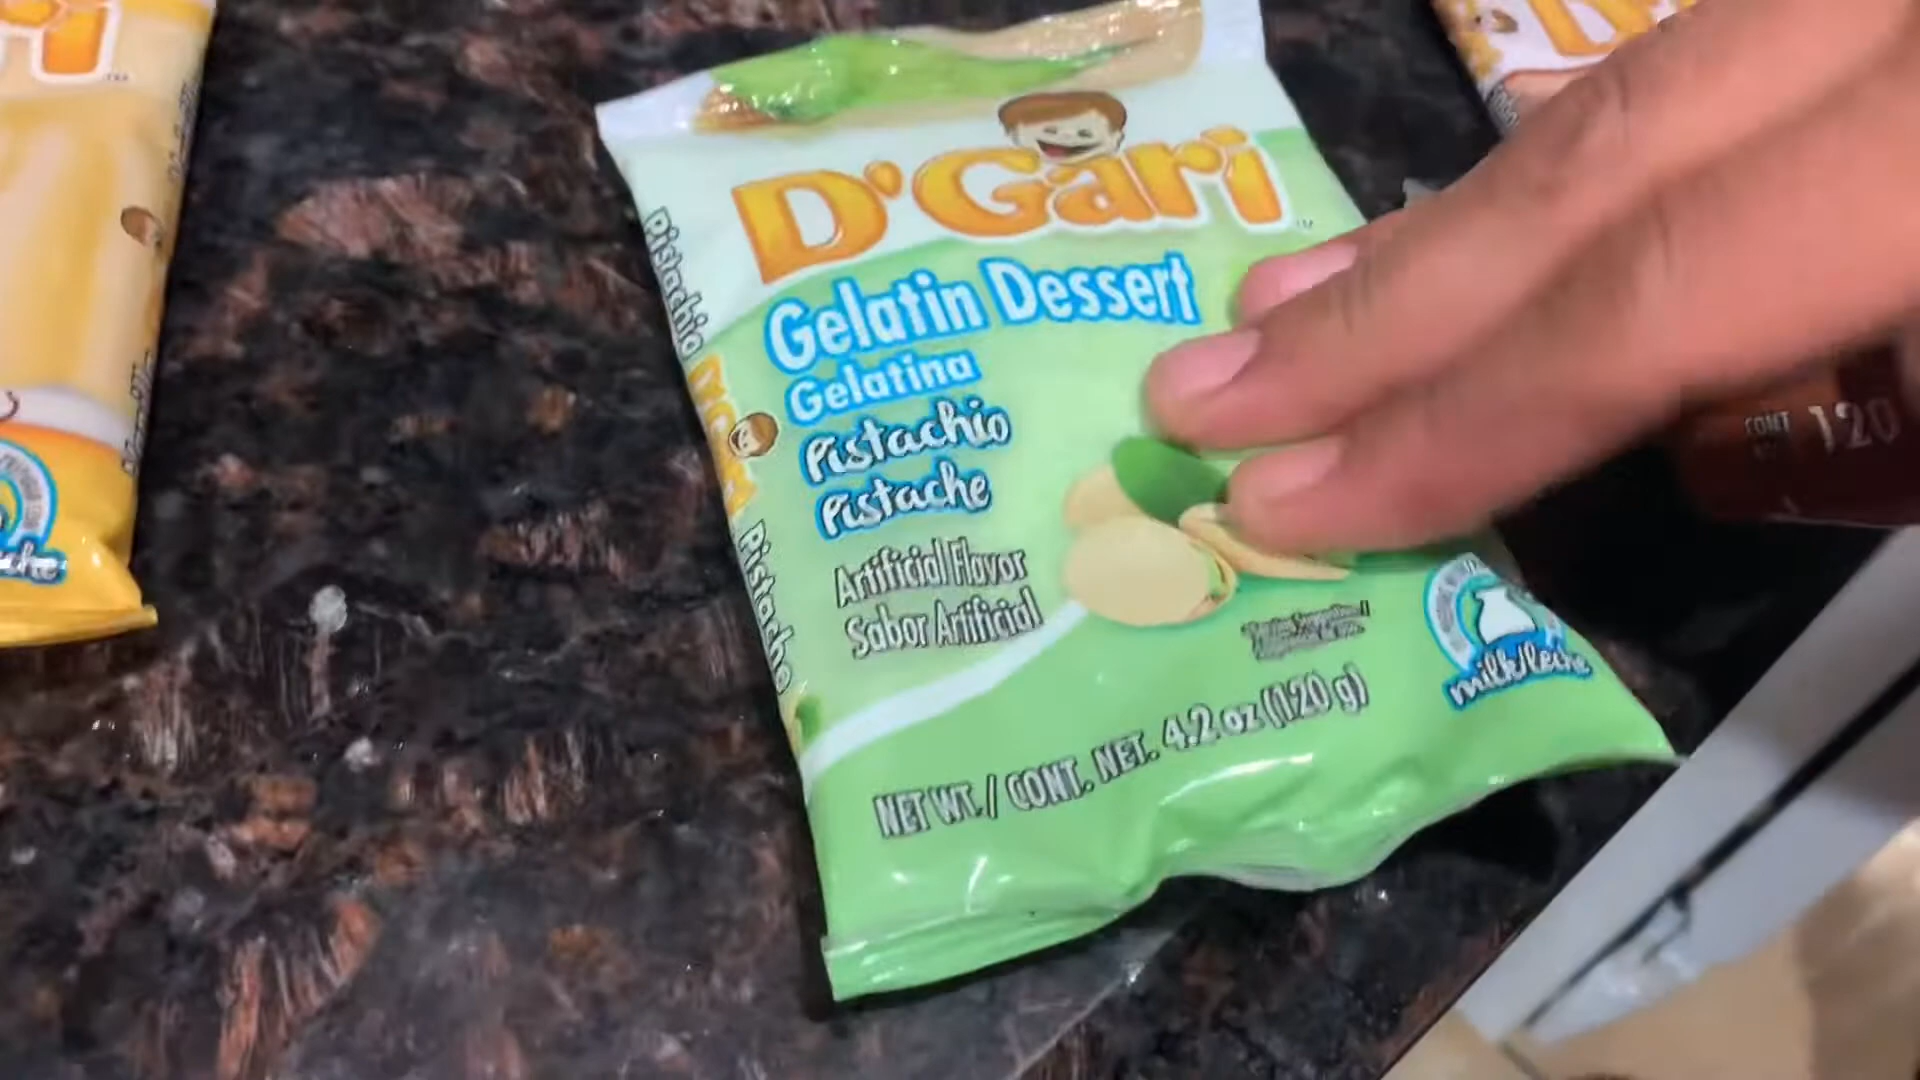 D'Gari
Gelatin Dessert
Gelatina
Pistachio
Pistache
Artificial Flavor
Sabor Artificial
milk/leche
NET WT. / CONT. NET. 4.2 oz (120 g)
Pistachio
Pistache
CONT 120